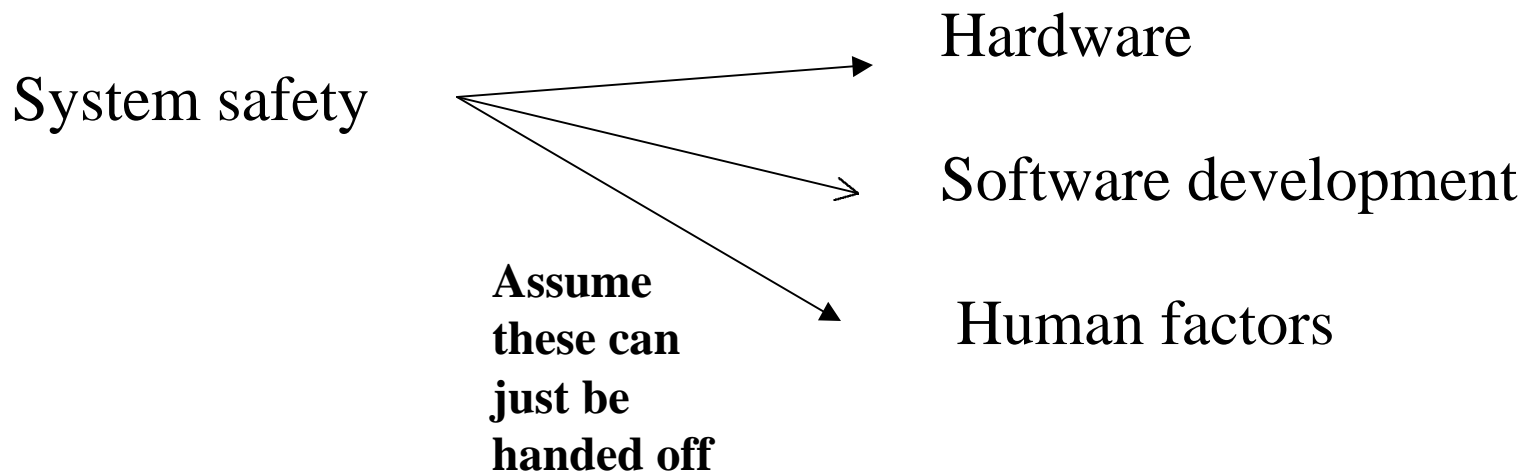 Hardware
System safety
Software development
Human factors
Assume
these can
just be
handed off